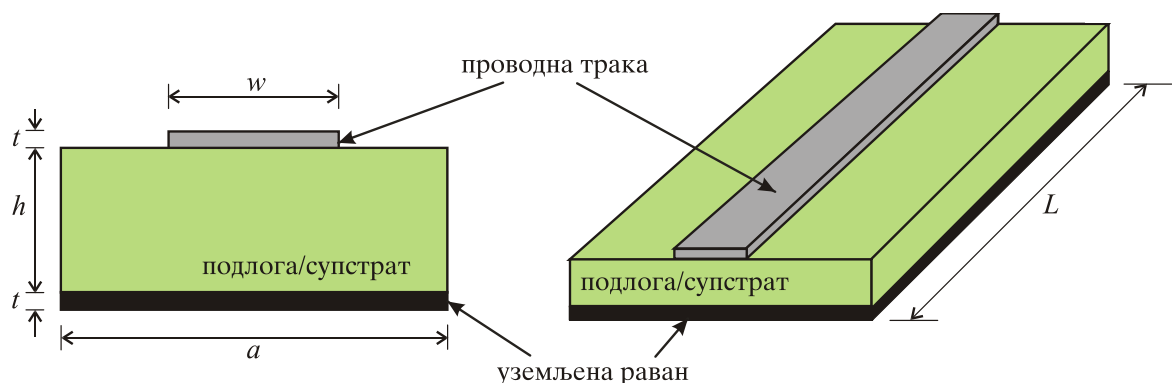 проводна трака
w
t
h
L
подлога/супстрат
подлога/супстрат
t
a
уземљена раван